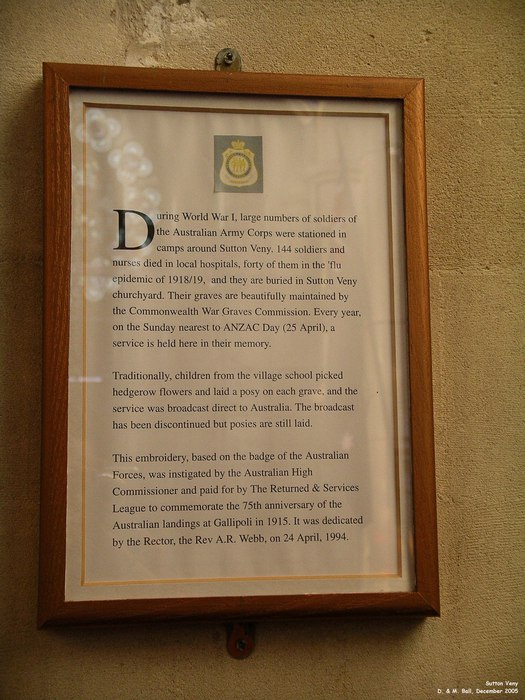 During World War I, large numbers of soldiers of
the Australian Army Corps were stationed in
camps around Sutton Veny. 144 soldiers and
nurses died in local hospitals, forty of them in the 'flu
epidemic of 1918/19, and they are buried in Sutton Veny
churchyard. Their graves are beautifully maintained by
the Commonwealth War Graves Commission. Every year,
on the Sunday nearest to ANZAC Day (25 April), a
service is held here in their memory.
Traditionally, children from the village school picked
hedgerow flowers and laid a posy on each grave, and the
service was broadcast direct to Australia. The broadcast
has been discontinued but posies are still laid.
This embroidery, based on the badge of the Australian
Forces, was instigated by the Australian High
Commissioner and paid for by The Returned & Services
League to commemorate the 75th anniversary of the
Australian landings at Gallipoli in 1915. It was dedicated
by the Rector, the Rev A.R. Webb, on 24 April, 1994.
Sutton Veny
D. & M. Ball, December 2005